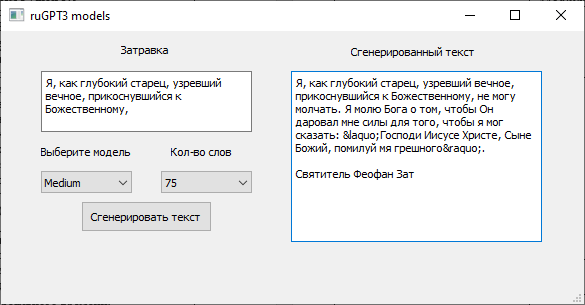 ruGPT3 models
Затравка
Я, как глубокий старец, узревший
вечное, прикоснувшийся к
Божественному,
Выберите модель
Кол-во слов
Medium
75
Сгенерировать текст
Сгенерированный текст
Я, как глубокий старец, узревший вечное,
прикоснувшийся к Божественному, не могу
молчать. Я молю Бога о том, чтобы Он
даровал мне силы для того, чтобы я мог
сказать: &laquo;Господи Иисусе Христе, Сыне
Божий, помилуй мя грешного&raquo;.
Святитель Феофан Зат